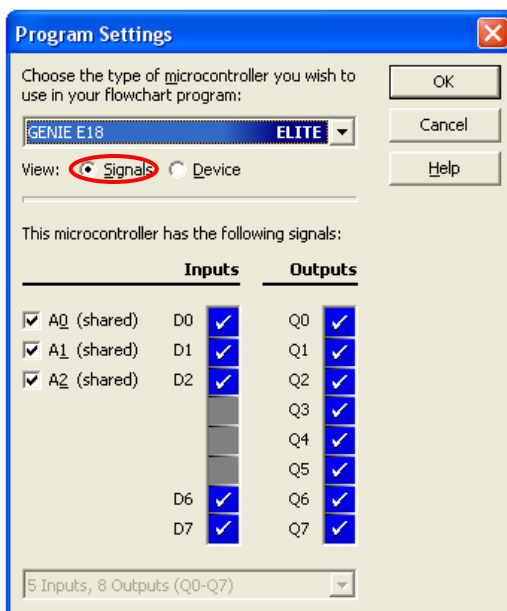 Program Settings
Choose the type of microcontroller you wish to
use in your flowchart program:
OK
GENIE E18 ELITE
Cancel
View: Signals Device
Help
This microcontroller has the following signals:
Inputs Outputs
A0 (shared) D0 Q0
A1 (shared) D1 Q1
A2 (shared) D2 Q2
Q3
Q4
Q5
D6 Q6
D7 Q7
5 Inputs, 8 Outputs (Q0-Q7)